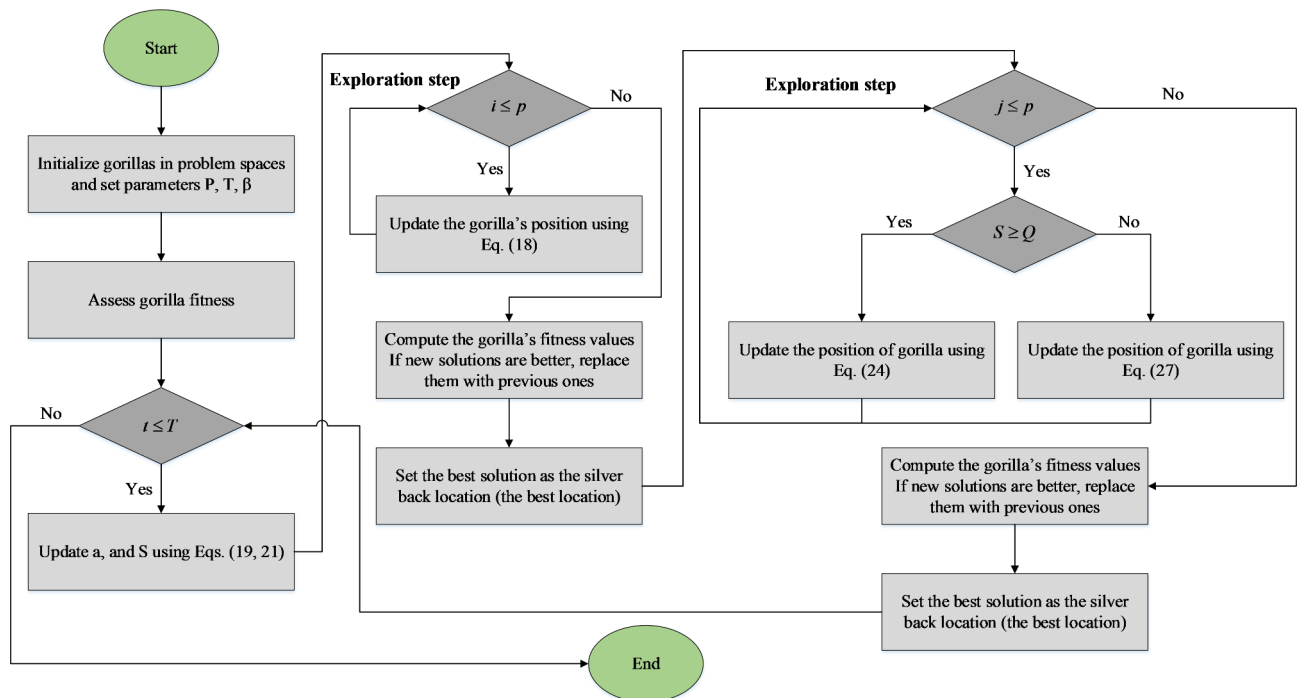 Start
Initialize gorillas in problem spaces
and set parameters P, T, β
Assess gorilla fitness
t ≤ T
No
Yes
Update a, and S using Eqs. (19, 21)
Exploration step
i ≤ p
No
Yes
Update the gorilla's position using
Eq. (18)
Compute the gorilla's fitness values
If new solutions are better, replace
them with previous ones
Set the best solution as the silver
back location (the best location)
Exploration step
j ≤ p
No
Yes
S ≥ Q
Yes
No
Update the position of gorilla using
Eq. (24)
Update the position of gorilla using
Eq. (27)
Compute the gorilla's fitness values
If new solutions are better, replace
them with previous ones
Set the best solution as the silver
back location (the best location)
End